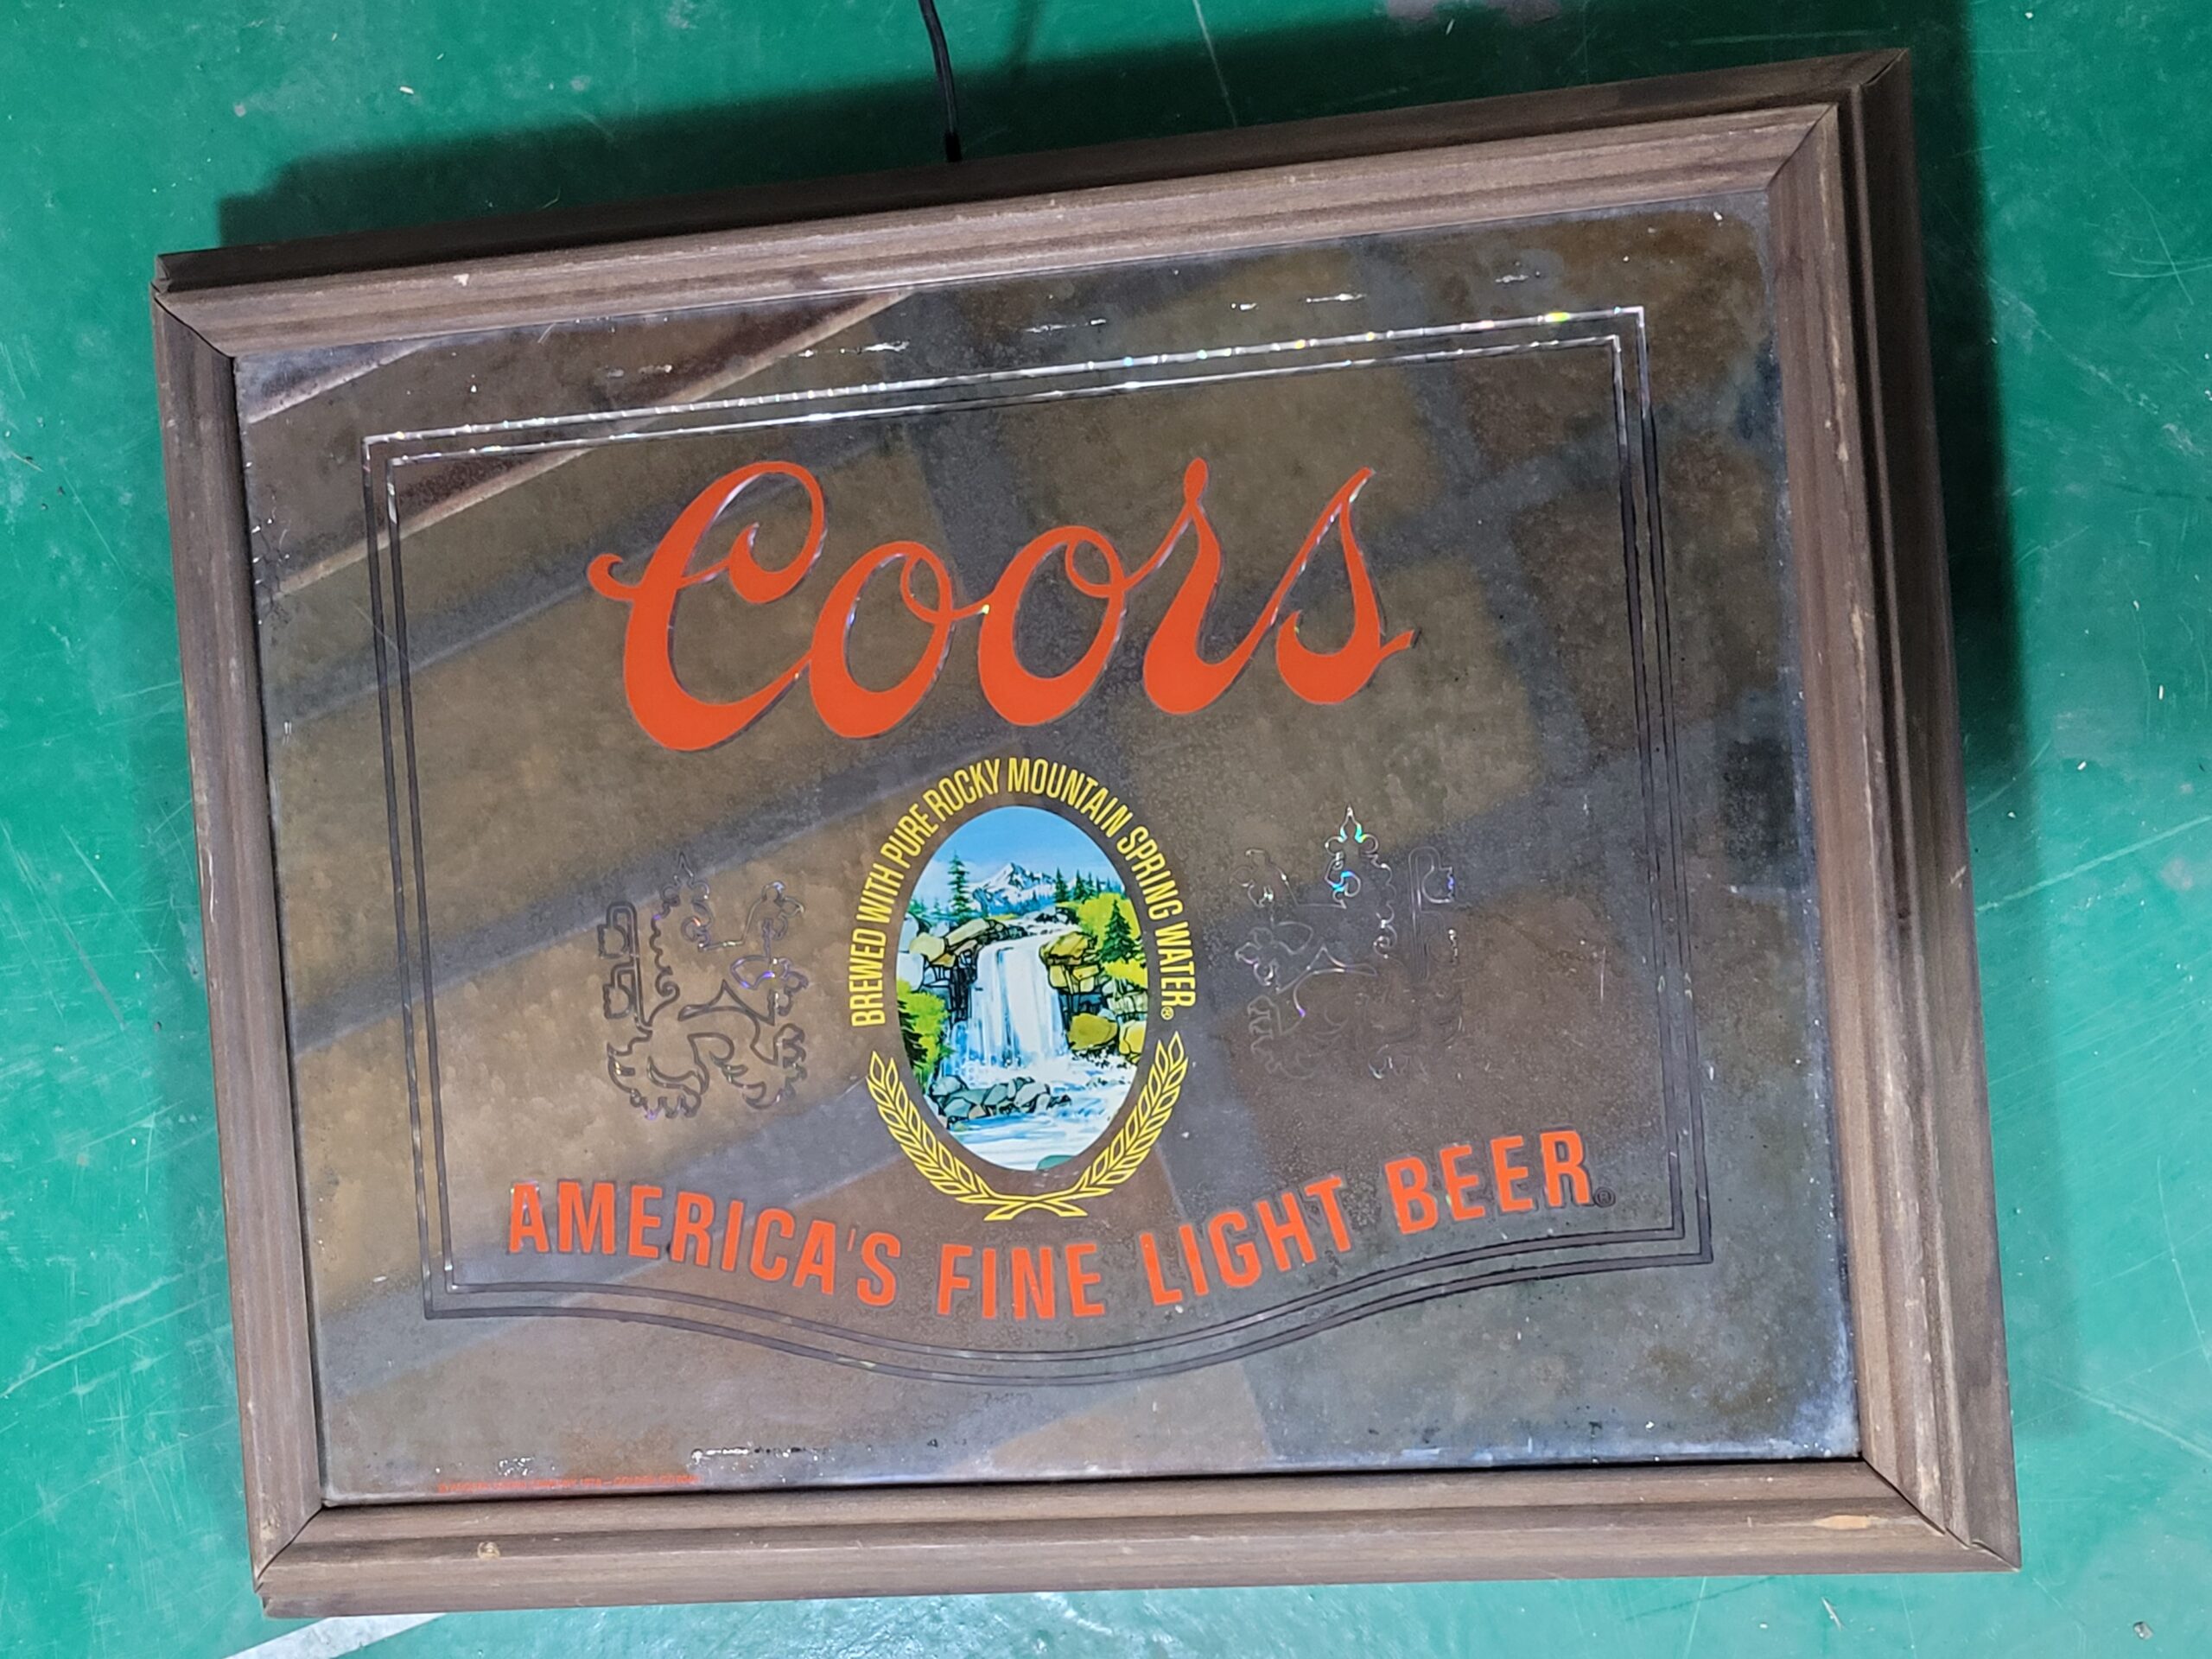 Coors
BREWED WITH PURE ROCKY MOUNTAIN SPRING WATER®
AMERICA'S FINE LIGHT BEER®